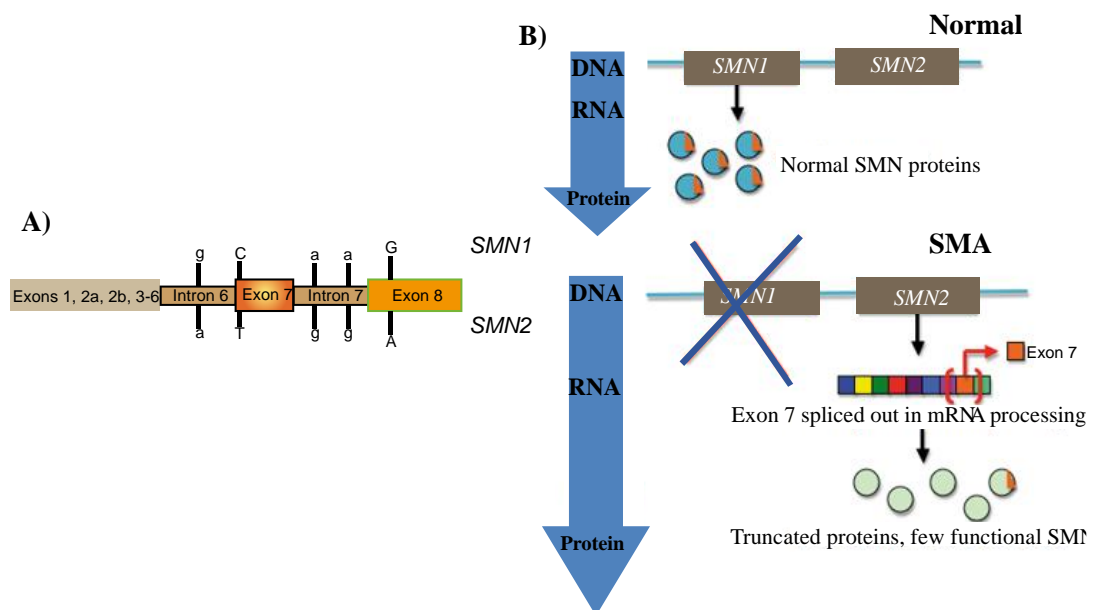 A)
g C a a G SMN1
Exons 1, 2a, 2b, 3-6 Intron 6 Exon 7 Intron 7 Exon 8
a T g g A SMN2
B)
Normal
DNA
RNA
Protein
SMN1 SMN2
Normal SMN proteins
SMA
DNA
RNA
Protein
SMN1 SMN2
Exon 7
Exon 7 spliced out in mRNA processing
Truncated proteins, few functional SMN